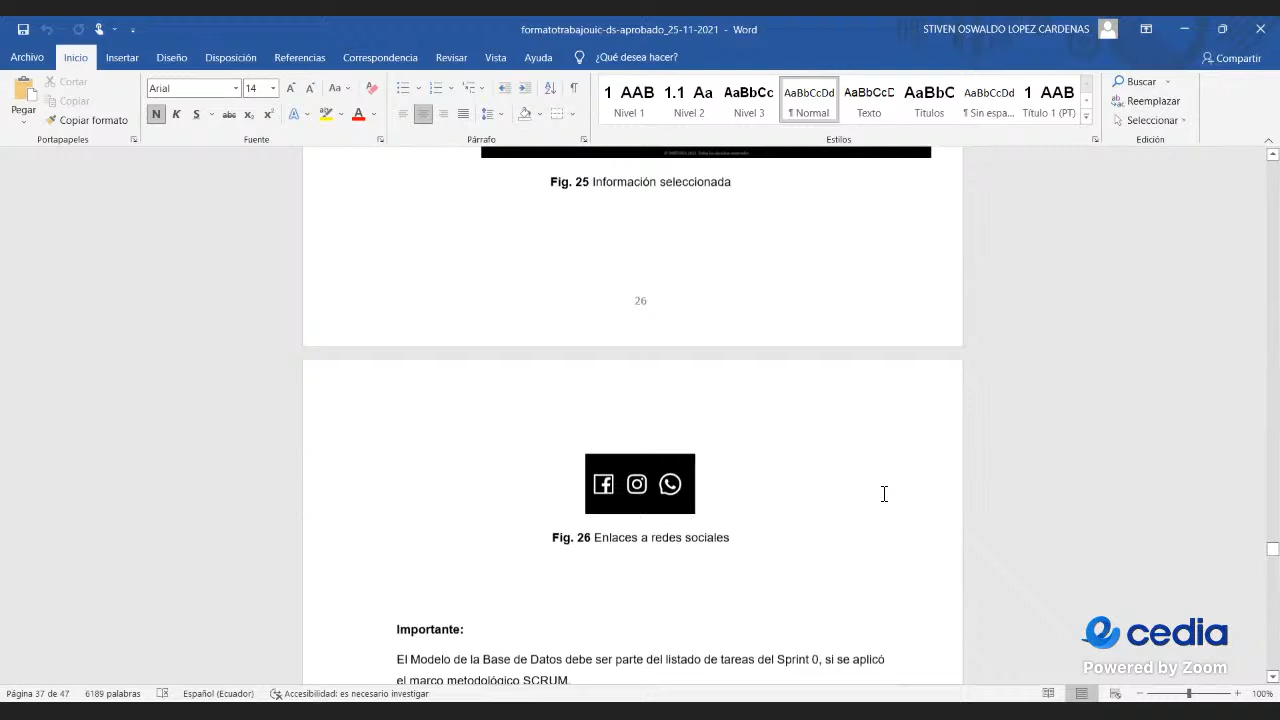 formatotrabajouic-ds-aprobado_25-11-2021 - Word
STIVEN OSWALDO LOPEZ CARDENAS
Archivo Inicio Insertar Diseño Disposición Referencias Correspondencia Revisar Vista Ayuda ¿Qué desea hacer? Compartir
Pegar
Cortar
Copiar
Copiar formato
Portapapeles
Arial 14
Fuente
Párrafo
1 AAB 1.1 Aa AaBbCc AaBbCcDd AaBbCcD AaBbC AaBbCcDd 1 AAB
Nivel 1 Nivel 2 Nivel 3 ¶ Normal Texto Titulos ¶ Sin espa... Título 1 (PT)
Estilos
Buscar
Reemplazar
Seleccionar
Edición
Fig. 25 Información seleccionada
26
Fig. 26 Enlaces a redes sociales
Importante:
El Modelo de la Base de Datos debe ser parte del listado de tareas del Sprint 0, si se aplicó
el marco metodológico SCRUM.
cedia
Powered by Zoom
Página 37 de 47 6189 palabras Español (Ecuador) Accesibilidad: es necesario investigar 100%